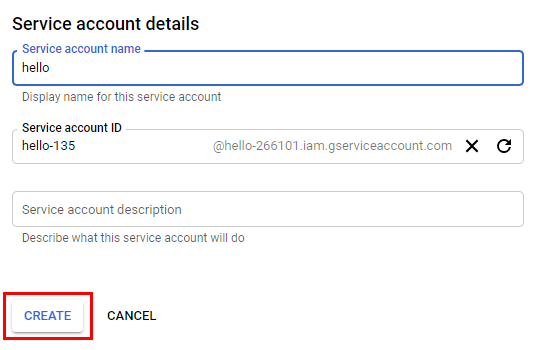 Service account details
Service account name
hello
Display name for this service account
Service account ID
hello-135 @hello-266101.iam.gserviceaccount.com
Service account description
Describe what this service account will do
CREATE CANCEL